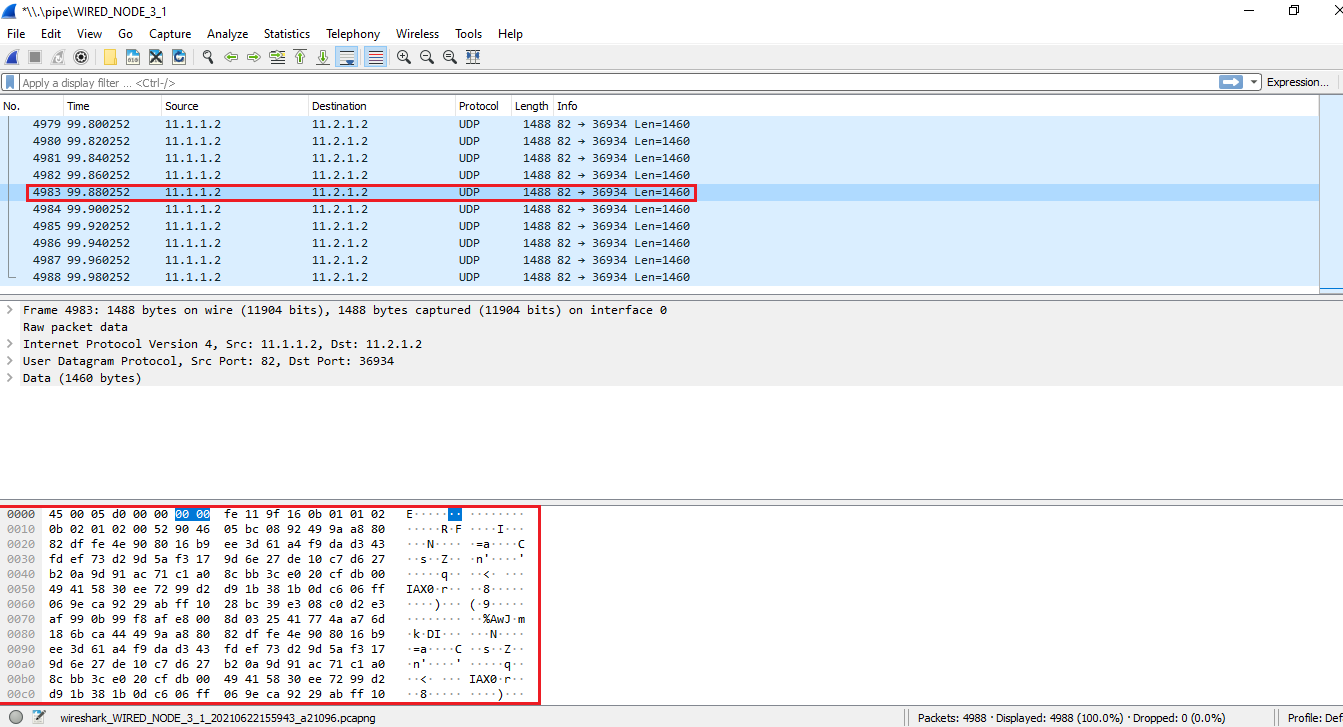 *\\.\pipe\WIRED_NODE_3_1
File Edit View Go Capture Analyze Statistics Telephony Wireless Tools Help
Apply a display filter ... <Ctrl-/> Expression...
No. Time Source Destination Protocol Length Info
4979 99.800252 11.1.1.2 11.2.1.2 UDP 1488 82 → 36934 Len=1460
4980 99.820252 11.1.1.2 11.2.1.2 UDP 1488 82 → 36934 Len=1460
4981 99.840252 11.1.1.2 11.2.1.2 UDP 1488 82 → 36934 Len=1460
4982 99.860252 11.1.1.2 11.2.1.2 UDP 1488 82 → 36934 Len=1460
4983 99.880252 11.1.1.2 11.2.1.2 UDP 1488 82 → 36934 Len=1460
4984 99.900252 11.1.1.2 11.2.1.2 UDP 1488 82 → 36934 Len=1460
4985 99.920252 11.1.1.2 11.2.1.2 UDP 1488 82 → 36934 Len=1460
4986 99.940252 11.1.1.2 11.2.1.2 UDP 1488 82 → 36934 Len=1460
4987 99.960252 11.1.1.2 11.2.1.2 UDP 1488 82 → 36934 Len=1460
4988 99.980252 11.1.1.2 11.2.1.2 UDP 1488 82 → 36934 Len=1460
Frame 4983: 1488 bytes on wire (11904 bits), 1488 bytes captured (11904 bits) on interface 0
Raw packet data
Internet Protocol Version 4, Src: 11.1.1.2, Dst: 11.2.1.2
User Datagram Protocol, Src Port: 82, Dst Port: 36934
Data (1460 bytes)
0000 45 00 05 d0 00 00 00 00 fe 11 9f 16 0b 01 01 02 E······· ········
0010 0b 02 01 02 00 52 90 46 05 bc 08 92 49 9a a8 80 ·····R·F ····I···
0020 82 df fe 4e 90 80 16 b9 ee 3d 61 a4 f9 da d3 43 ···N···· ·=a····C
0030 fd ef 73 d2 9d 5a f3 17 9d 6e 27 de 10 c7 d6 27 ··s··Z·· ·n'····'
0040 b2 0a 9d 91 ac 71 c1 a0 8c bb 3c e0 20 cf db 00 ·····q·· ··<· ···
0050 49 41 58 30 ee 72 99 d2 d9 1b 38 1b 0d c6 06 ff IAX0·r·· ··8·····
0060 06 9e ca 92 29 ab ff 10 28 bc 39 e3 08 c0 d2 e3 ····)··· (·9·····
0070 af 99 0b 99 f8 af e8 00 8d 03 25 41 77 4a a7 6d ········ ··%AwJ·m
0080 18 6b ca 44 49 9a a8 80 82 df fe 4e 90 80 16 b9 ·k·DI··· ···N····
0090 ee 3d 61 a4 f9 da d3 43 fd ef 73 d2 9d 5a f3 17 ·=a····C ··s··Z··
00a0 9d 6e 27 de 10 c7 d6 27 b2 0a 9d 91 ac 71 c1 a0 ·n'····' ·····q··
00b0 8c bb 3c e0 20 cf db 00 49 41 58 30 ee 72 99 d2 ··<· ··· IAX0·r··
00c0 d9 1b 38 1b 0d c6 06 ff 06 9e ca 92 29 ab ff 10 ··8····· ····)···
wireshark_WIRED_NODE_3_1_20210622155943_a21096.pcapng Packets: 4988 · Displayed: 4988 (100.0%) · Dropped: 0 (0.0%) Profile: Def